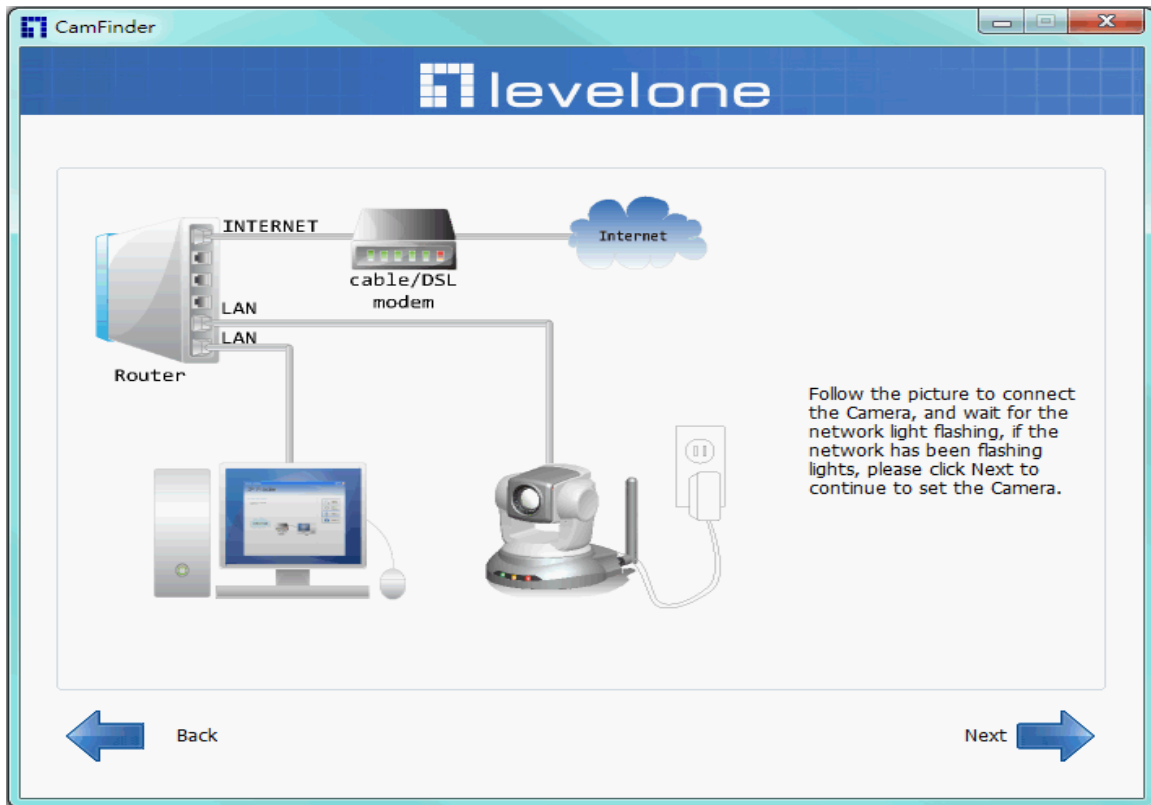 CamFinder
levelone
INTERNET
Internet
cable/DSL
modem
LAN
LAN
Router
Follow the picture to connect
the Camera, and wait for the
network light flashing, if the
network has been flashing
lights, please click Next to
continue to set the Camera.
Back
Next